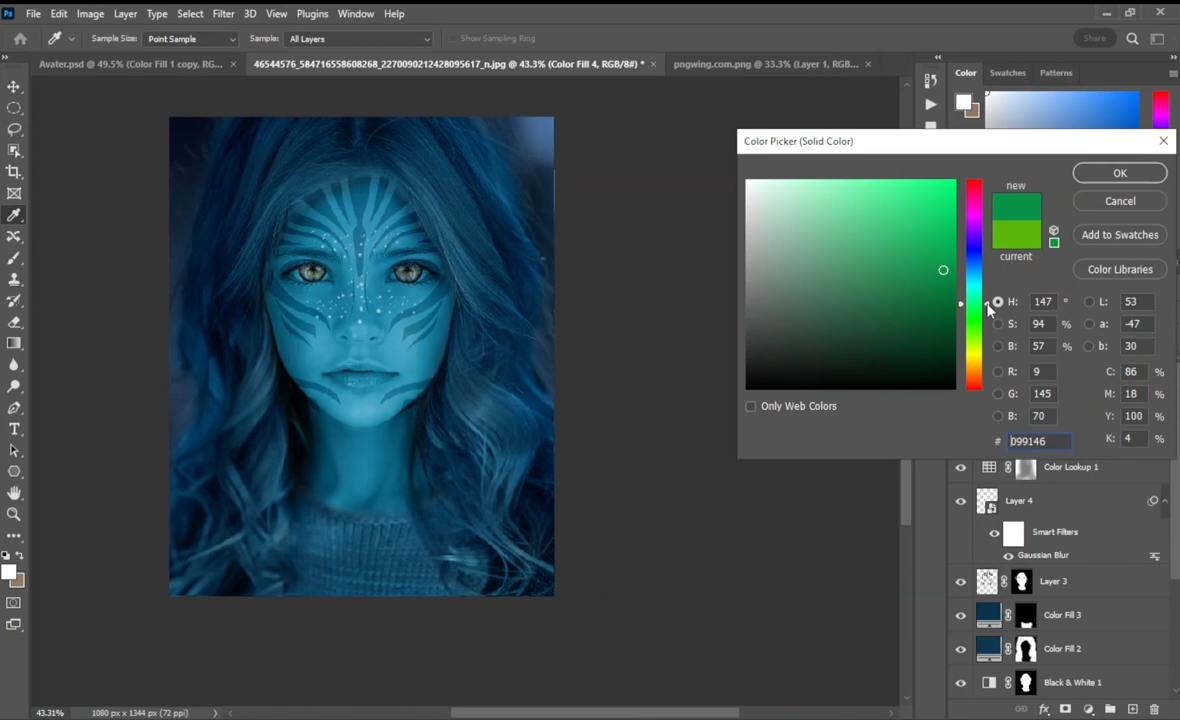 Ps File Edit Image Layer Type Select Filter 3D View Plugins Window Help
Sample Size: Point Sample Sample: All Layers Show Sampling Ring Share
Avater.psd @ 49.5% (Color Fill 1 copy, RG... × 46544576_584716558608268_2270090212428095617_n.jpg @ 43.3% (Color Fill 4, RGB/8#) * × pngwing.com.png @ 33.3% (Layer 1, RGB... ×
Color Swatches Patterns
Color Picker (Solid Color)
new
current
OK
Cancel
Add to Swatches
Color Libraries
H: 147 ° L: 53
S: 94 % a: -47
B: 57 % b: 30
R: 9 C: 86 %
G: 145 M: 18 %
B: 70 Y: 100 %
# 099146 K: 4 %
Only Web Colors
Color Lookup 1
Layer 4
Smart Filters
Gaussian Blur
Layer 3
Color Fill 3
Color Fill 2
Black & White 1
43.31% 1080 px x 1344 px (72 ppi)